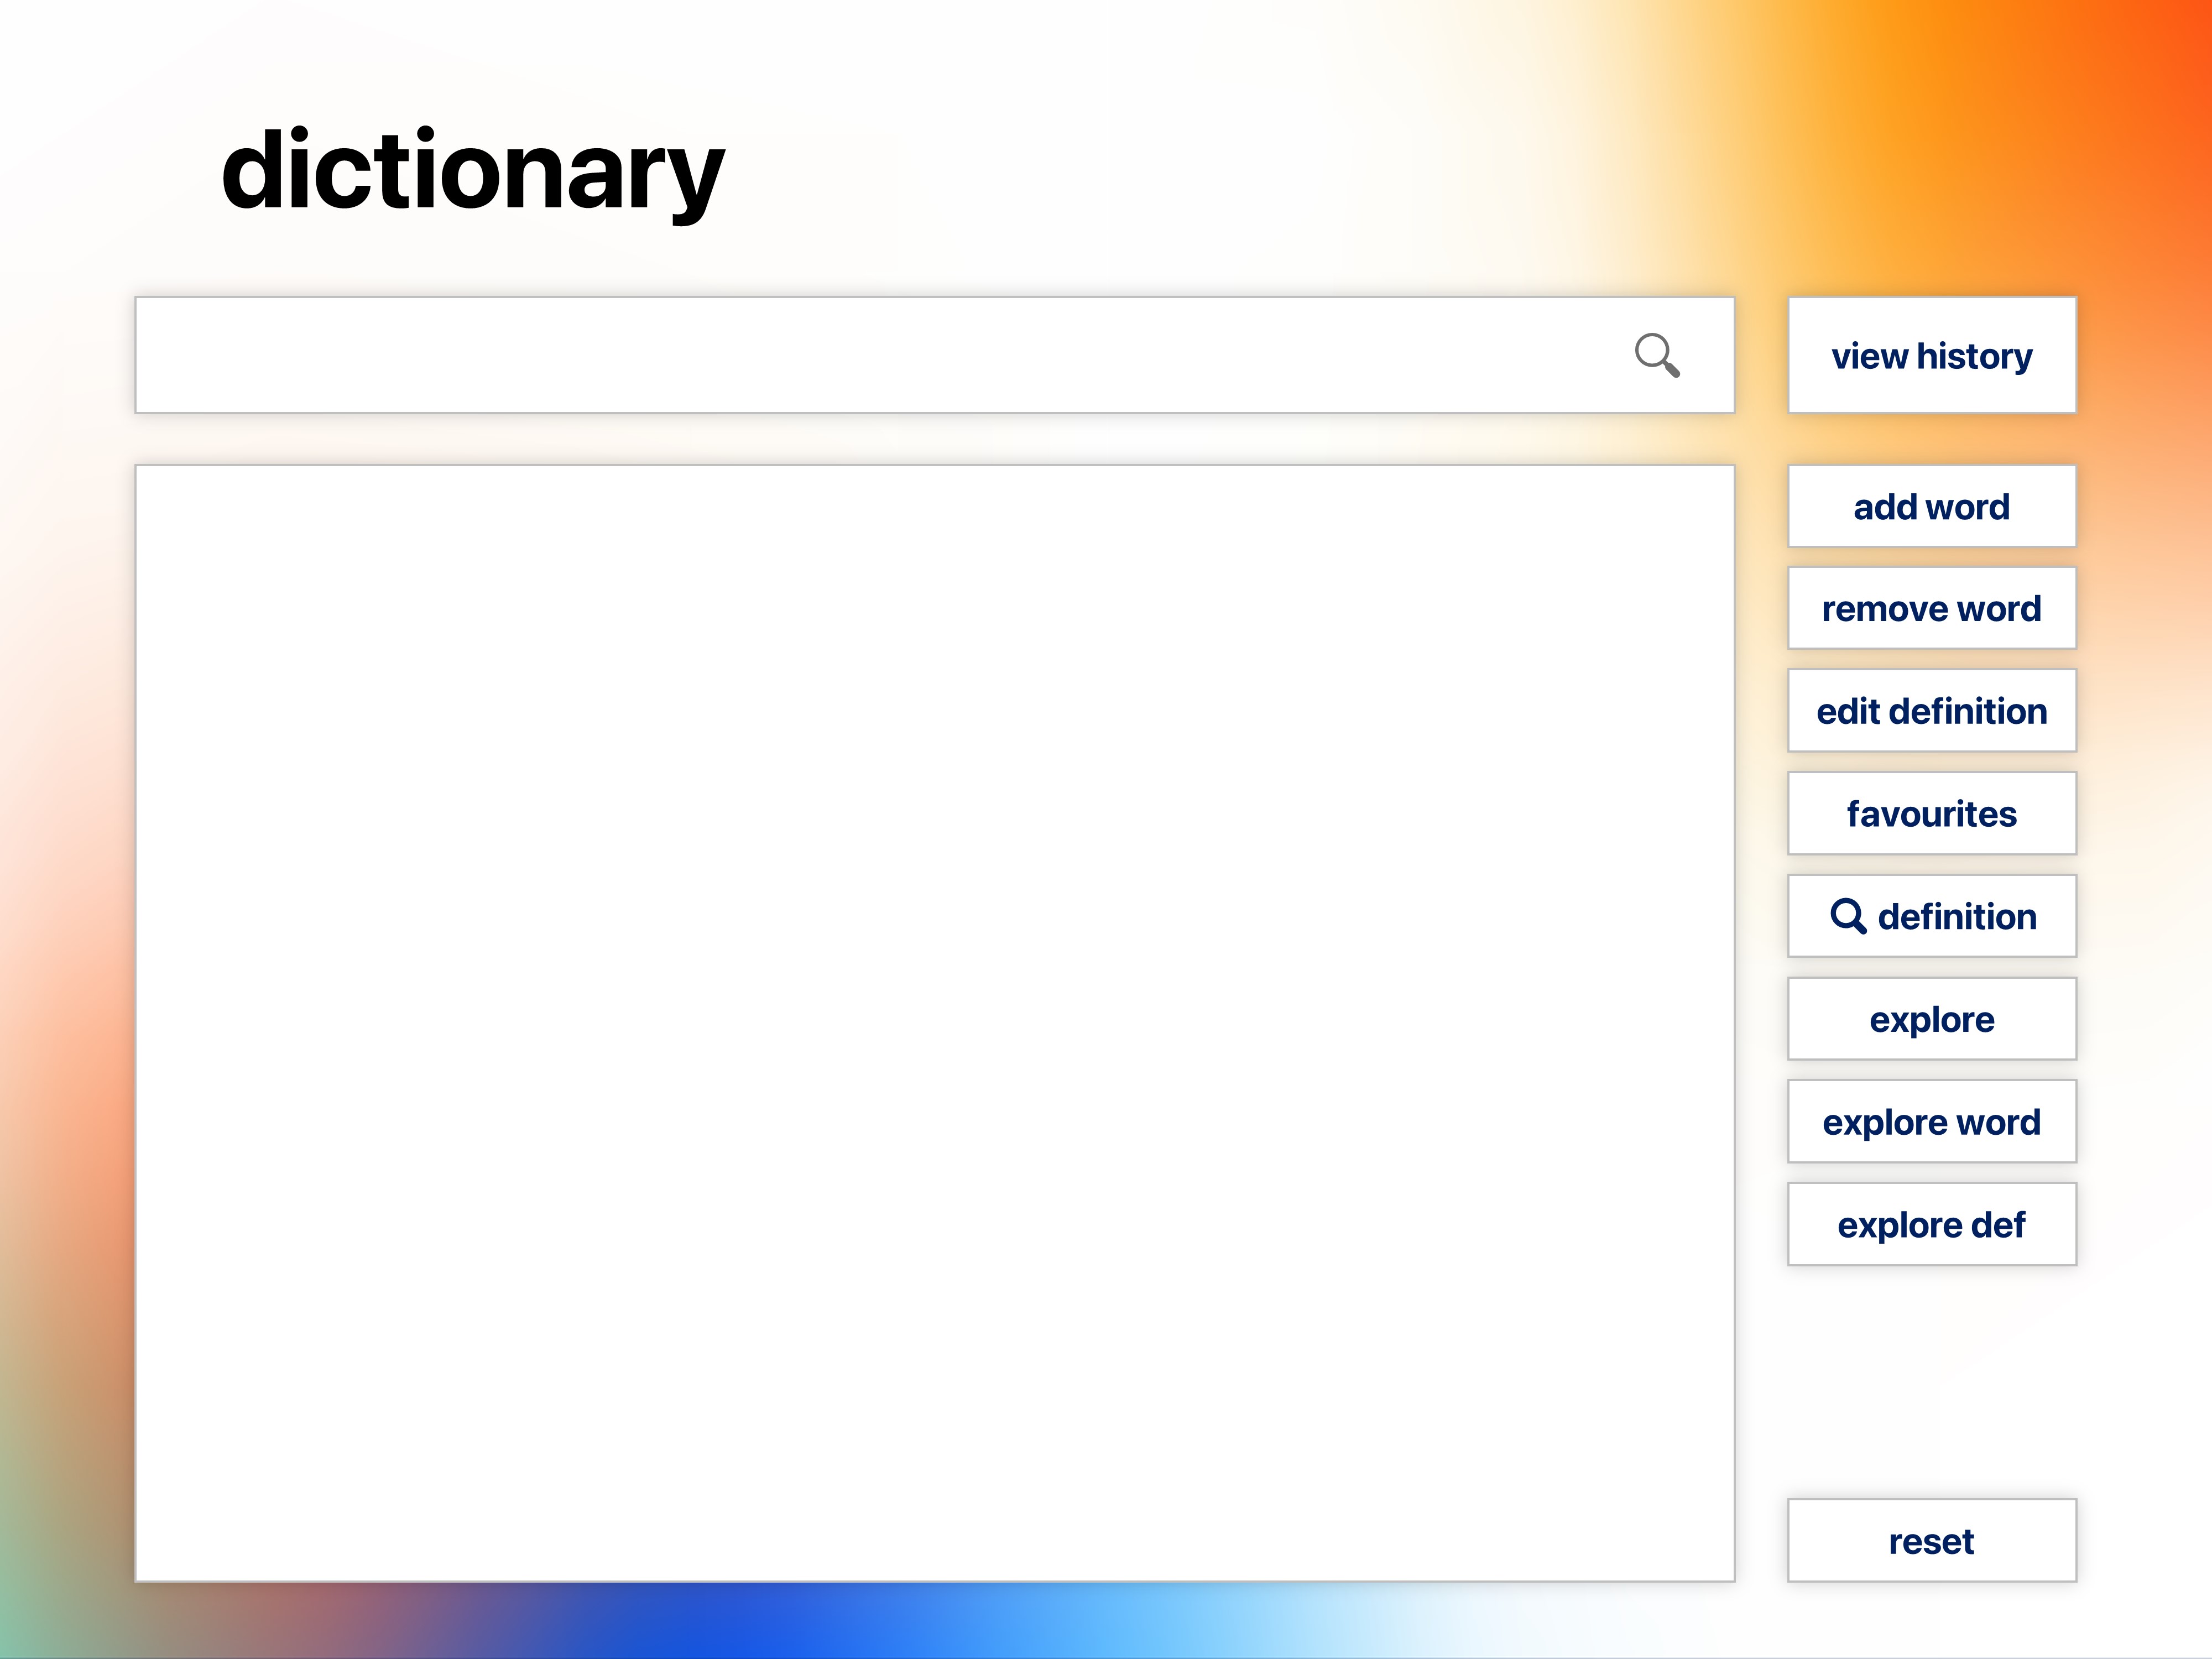 dictionary
view history
add word
remove word
edit definition
favourites
definition
explore
explore word
explore def
reset